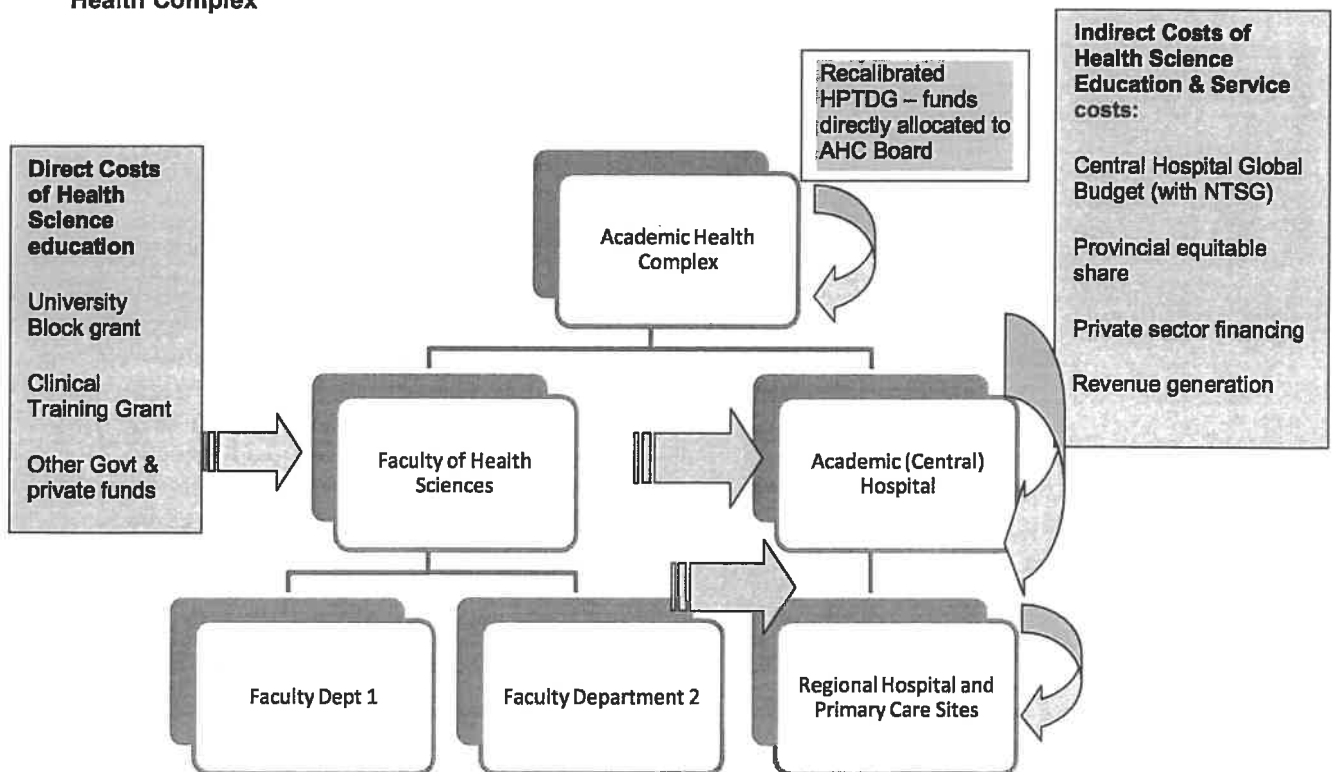 Health Complex
Indirect Costs of
Health Science
Education & Service
costs:
Central Hospital Global
Budget (with NTSG)
Provincial equitable
share
Private sector financing
Revenue generation
Recalibrated
HPTDG – funds
directly allocated to
AHC Board
Direct Costs
of Health
Science
education
University
Block grant
Clinical
Training Grant
Other Govt &
private funds
Academic Health
Complex
Faculty of Health
Sciences
Academic (Central)
Hospital
Faculty Dept 1
Faculty Department 2
Regional Hospital and
Primary Care Sites